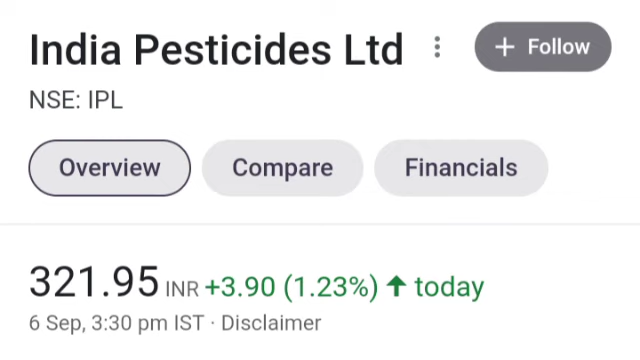 India Pesticides Ltd
+ Follow
NSE: IPL
Overview
Compare
Financials
321.95 INR +3.90 (1.23%) ↑ today
6 Sep, 3:30 pm IST · Disclaimer